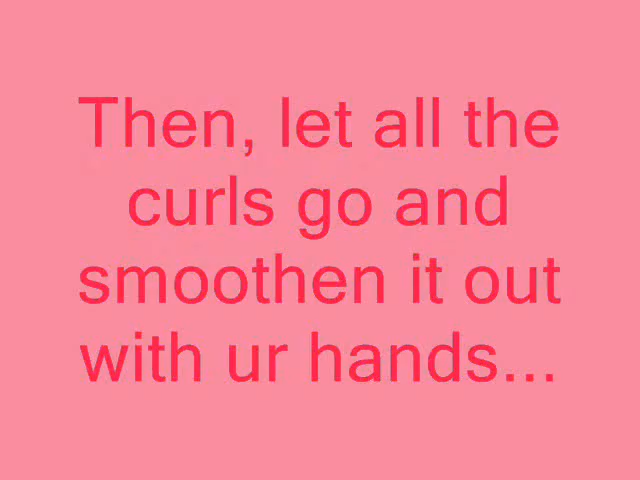 Then, let all the
curls go and
smoothen it out
with ur hands...